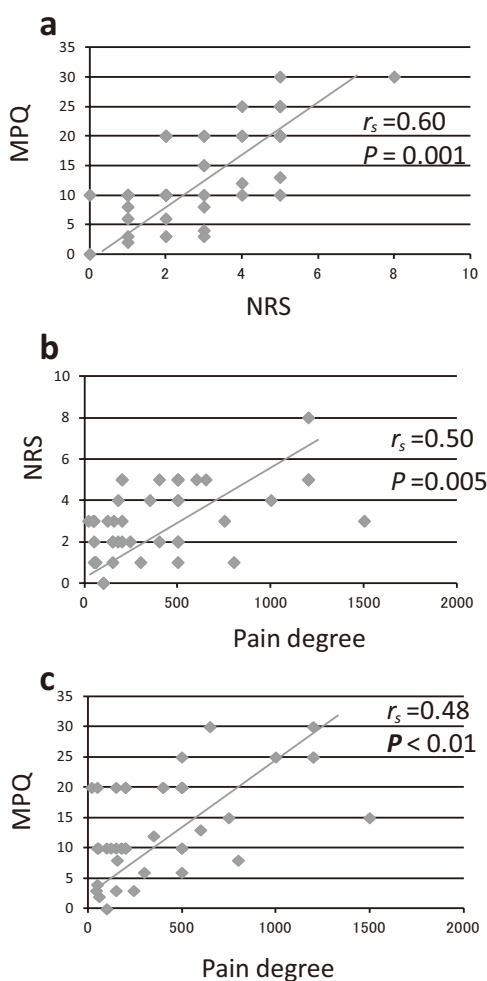 a
35
30
25
20
15
10
5
0
MPQ
r_s =0.60
P = 0.001
0 2 4 6 8 10
NRS
b
10
8
6
4
2
0
NRS
r_s =0.50
P =0.005
0 500 1000 1500 2000
Pain degree
c
35
30
25
20
15
10
5
0
MPQ
r_s =0.48
P < 0.01
0 500 1000 1500 2000
Pain degree